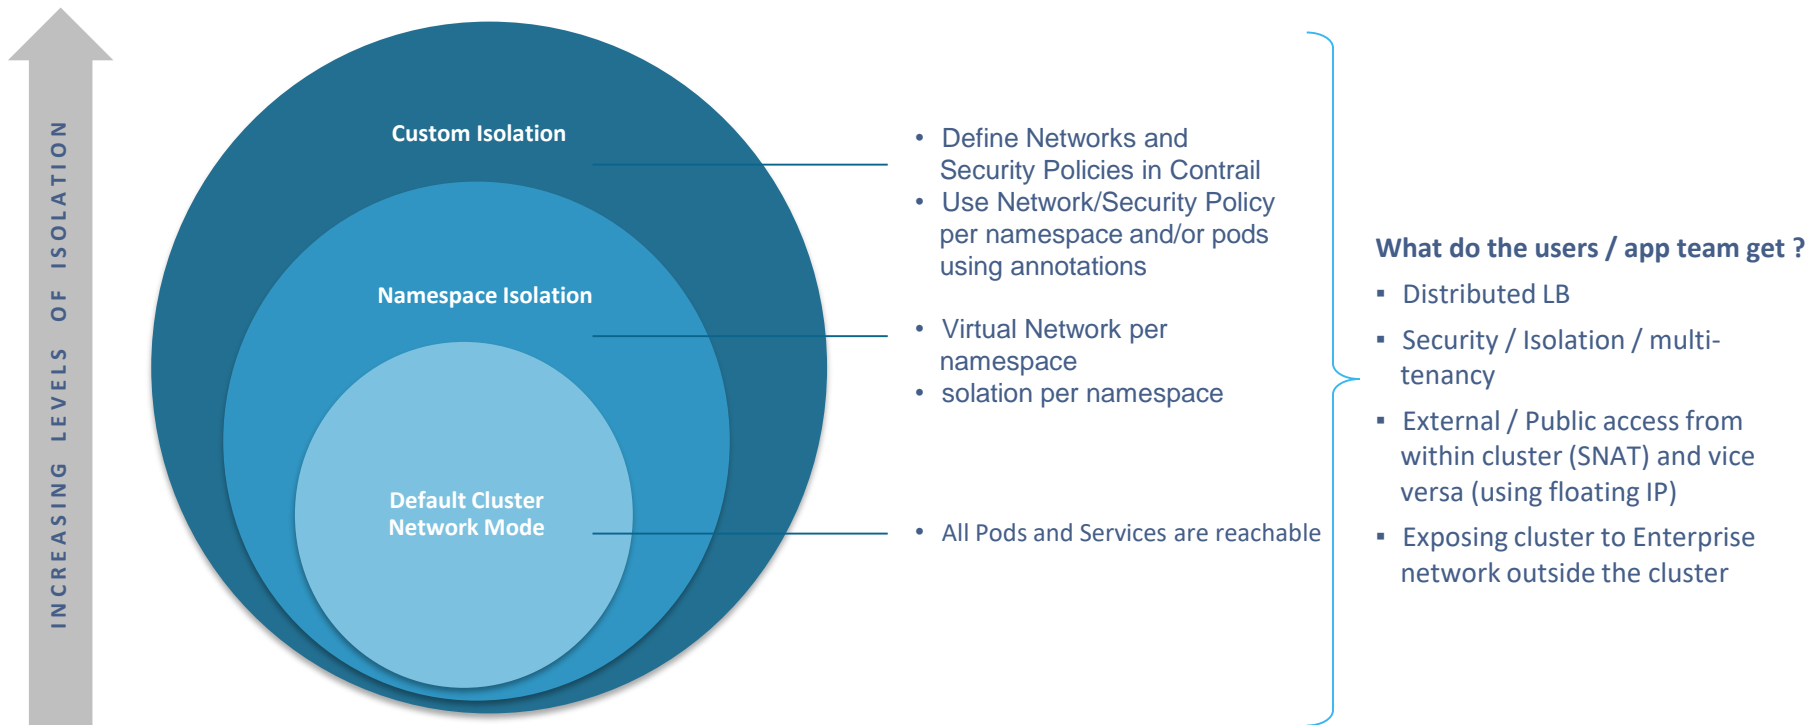 INCREASING LEVELS OF ISOLATION
Custom Isolation
Namespace Isolation
Default Cluster
Network Mode
• Define Networks and
Security Policies in Contrail
• Use Network/Security Policy
per namespace and/or pods
using annotations
• Virtual Network per
namespace
• solation per namespace
• All Pods and Services are reachable
What do the users / app team get ?
▪ Distributed LB
▪ Security / Isolation / multi-
tenancy
▪ External / Public access from
within cluster (SNAT) and vice
versa (using floating IP)
▪ Exposing cluster to Enterprise
network outside the cluster